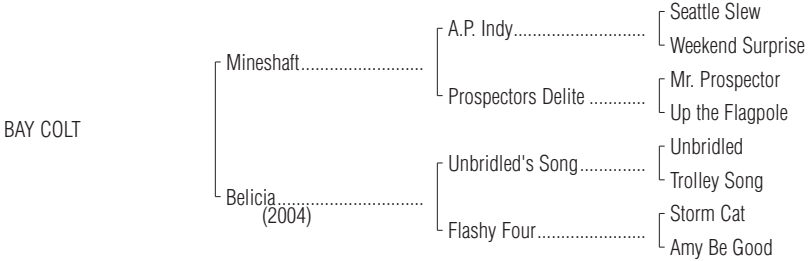 Seattle Slew
A.P. Indy..........................
Weekend Surprise
Mineshaft........................
Mr. Prospector
Prospectors Delite ...........
Up the Flagpole
BAY COLT
Unbridled
Unbridled's Song.............
Trolley Song
Belicia.............................
(2004)
Storm Cat
Flashy Four.....................
Amy Be Good